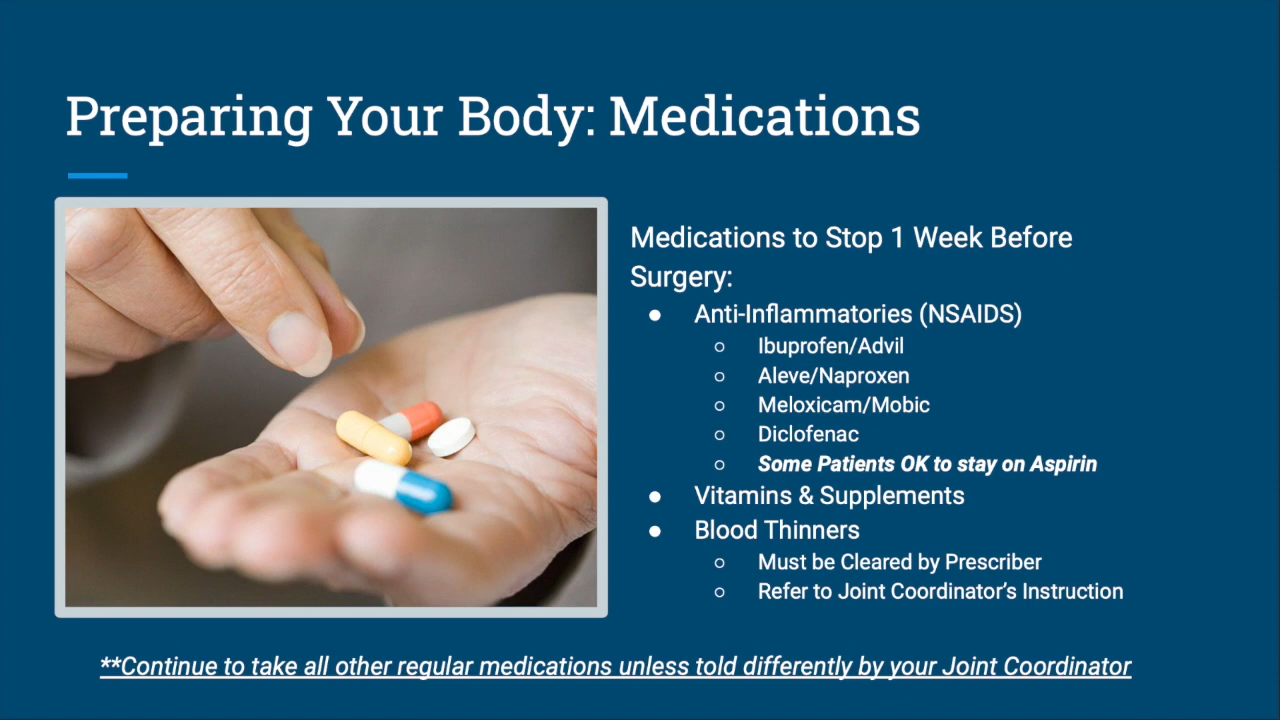 Preparing Your Body: Medications
Medications to Stop 1 Week Before
Surgery:
● Anti-Inflammatories (NSAIDS)
○ Ibuprofen/Advil
○ Aleve/Naproxen
○ Meloxicam/Mobic
○ Diclofenac
○ Some Patients OK to stay on Aspirin
● Vitamins & Supplements
● Blood Thinners
○ Must be Cleared by Prescriber
○ Refer to Joint Coordinator’s Instruction
**Continue to take all other regular medications unless told differently by your Joint Coordinator